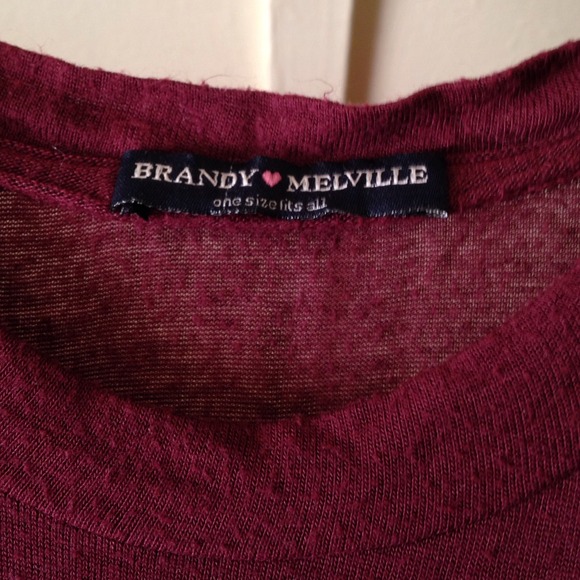 BRANDY ♥ MELVILLE
one size fits all